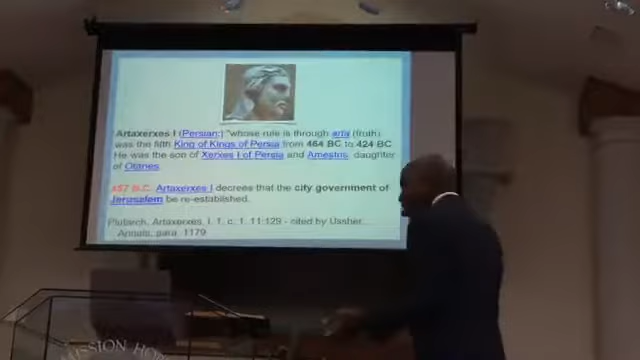 Artaxerxes I (Persian:) "whose rule is through arta (truth)
was the fifth King of Kings of Persia from 464 BC to 424 BC
He was the son of Xerxes I of Persia and Amestris, daughter
of Otanes.
457 B.C. Artaxerxes I decrees that the city government of
Jerusalem be re-established.
Plutarch, Artaxerxes, l. 1, c. 1. 11:129 - cited by Ussher,
Annals, para. 1179
MISSION HO